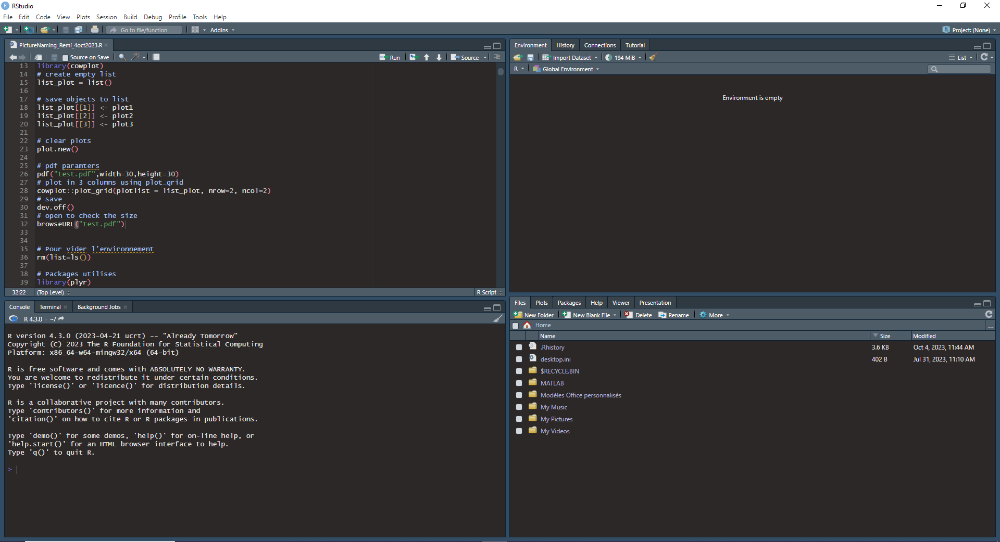 RStudio
File Edit Code View Plots Session Build Debug Profile Tools Help
Go to file/function Addins Project: (None)
PictureNaming_Remi_4oct2023.R
Source on Save Run Source
13 library(cowplot)
14 # create empty list
15 list_plot = list()
16
17 # save objects to list
18 list_plot[[1]] <- plot1
19 list_plot[[2]] <- plot2
20 list_plot[[3]] <- plot3
21
22 # clear plots
23 plot.new()
24
25 # pdf paramters
26 pdf("test.pdf",width=30,height=30)
27 # plot in 3 columns using plot_grid
28 cowplot::plot_grid(plotlist = list_plot, nrow=2, ncol=2)
29 # save
30 dev.off()
31 # open to check the size
32 browseURL("test.pdf")
33
34
35 # Pour vider l'environnement
36 rm(list=ls())
37
38 # Packages utilises
39 library(plyr)
32:22 (Top Level) R Script
Console Terminal Background Jobs
R 4.3.0 · ~/
R version 4.3.0 (2023-04-21 ucrt) -- "Already Tomorrow"
Copyright (C) 2023 The R Foundation for Statistical Computing
Platform: x86_64-w64-mingw32/x64 (64-bit)
R is free software and comes with ABSOLUTELY NO WARRANTY.
You are welcome to redistribute it under certain conditions.
Type 'license()' or 'licence()' for distribution details.
R is a collaborative project with many contributors.
Type 'contributors()' for more information and
'citation()' on how to cite R or R packages in publications.
Type 'demo()' for some demos, 'help()' for on-line help, or
'help.start()' for an HTML browser interface to help.
Type 'q()' to quit R.
>
Environment History Connections Tutorial
Import Dataset 194 MiB List
R Global Environment
Environment is empty
Files Plots Packages Help Viewer Presentation
New Folder New Blank File Delete Rename More
Home ...
Name Size Modified
.Rhistory 3.6 KB Oct 4, 2023, 11:44 AM
desktop.ini 402 B Jul 31, 2023, 11:10 AM
$RECYCLE.BIN
MATLAB
Modèles Office personnalisés
My Music
My Pictures
My Videos